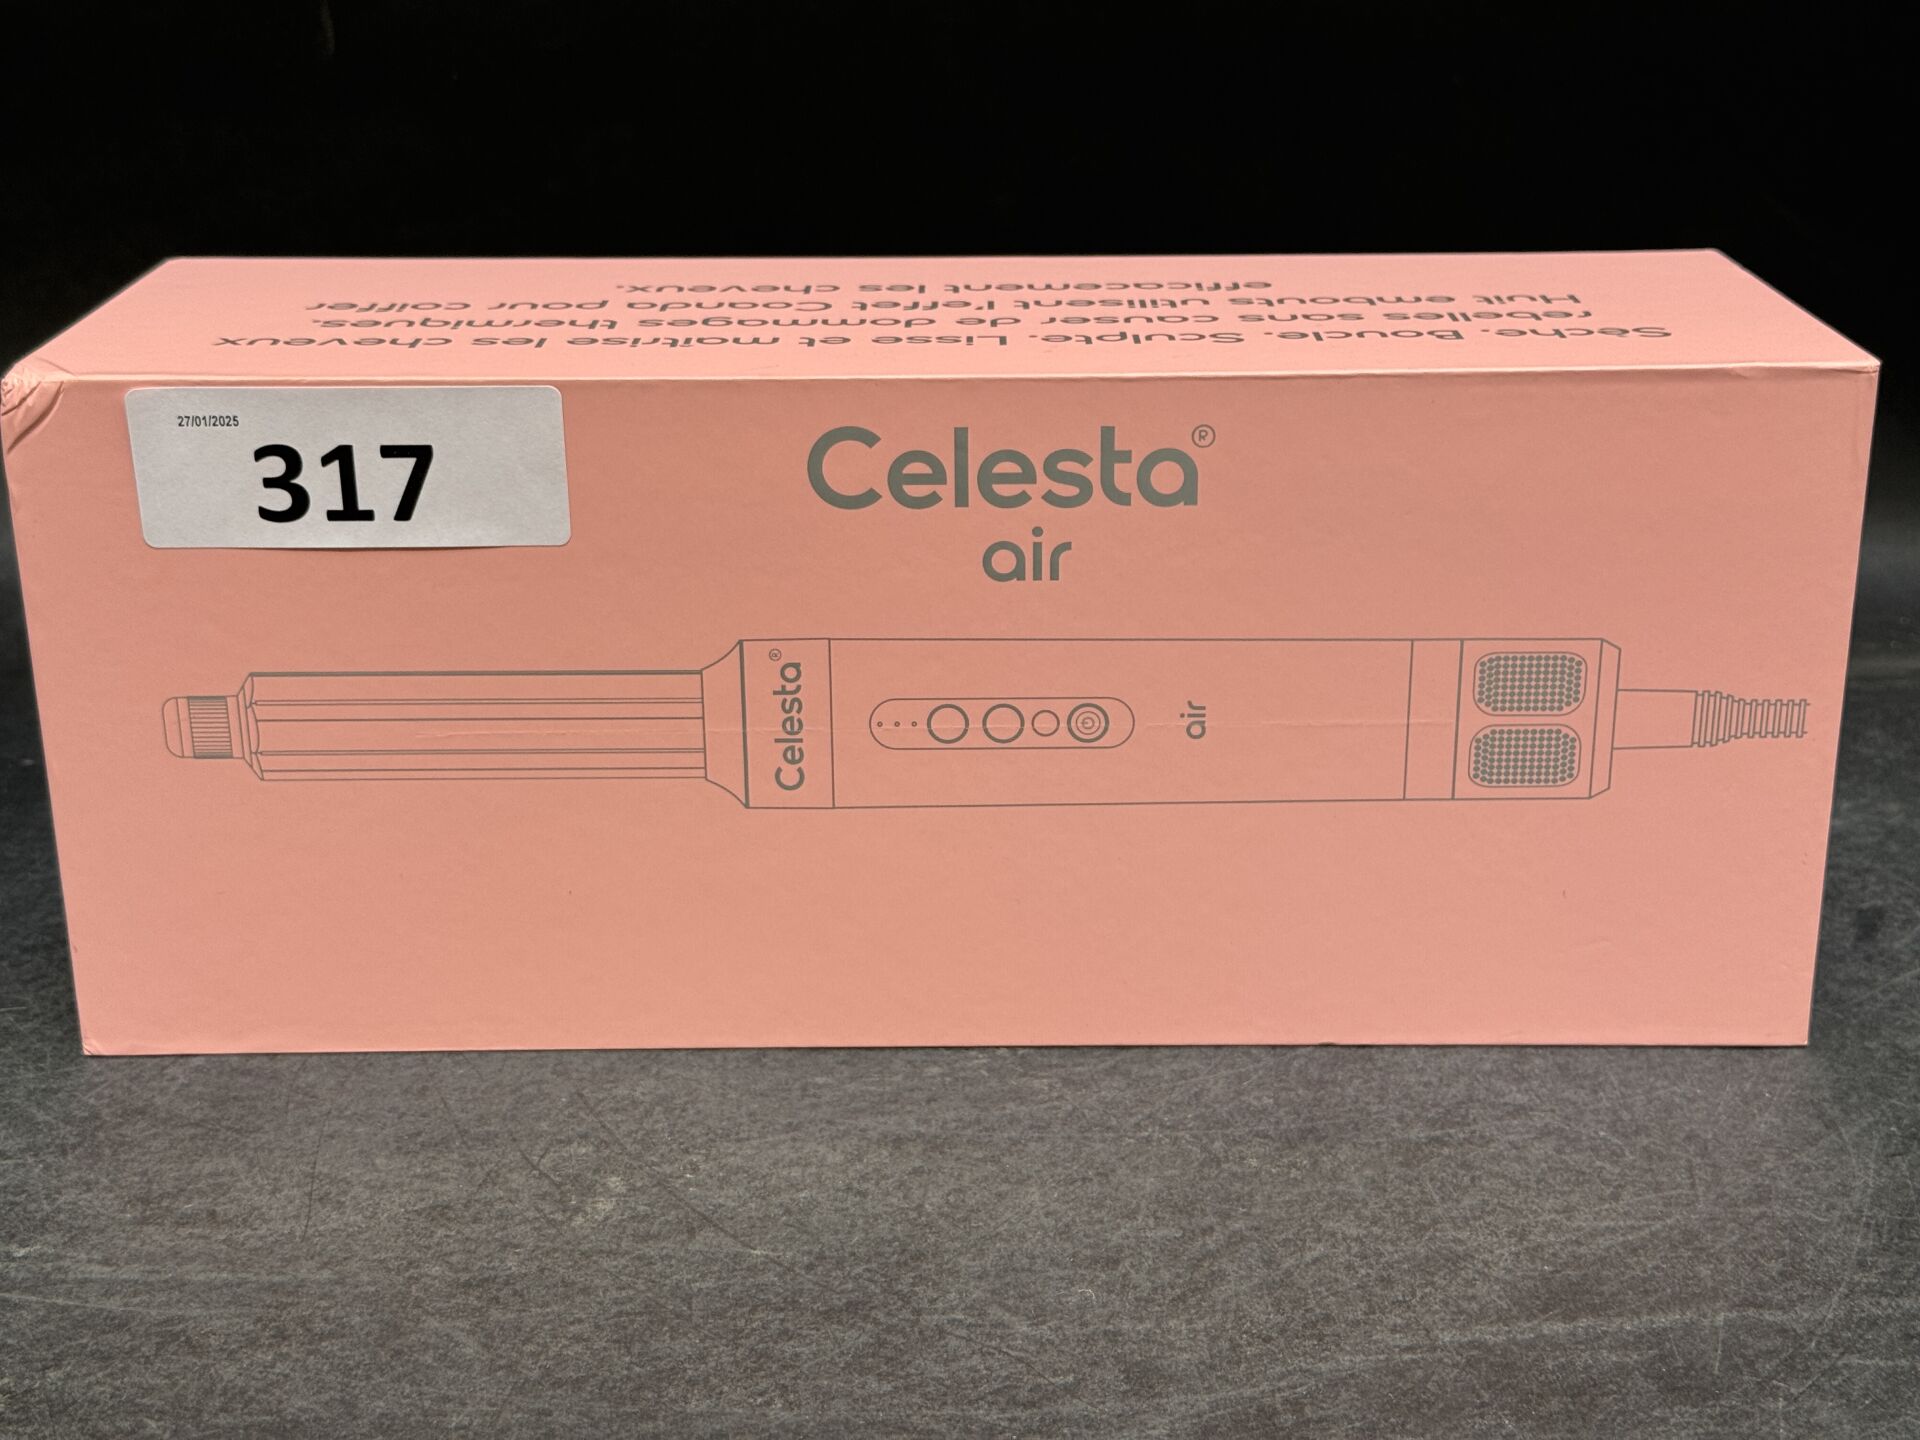 Sèche. Boucle. Sculpte. Lisse et maîtrise les cheveux
rebelles sans causer de dommages thermiques.
Huit embouts utilisent l'effet Coanda pour coiffer
efficacement les cheveux.
27/01/2025
317
Celesta®
air
Celesta®
air